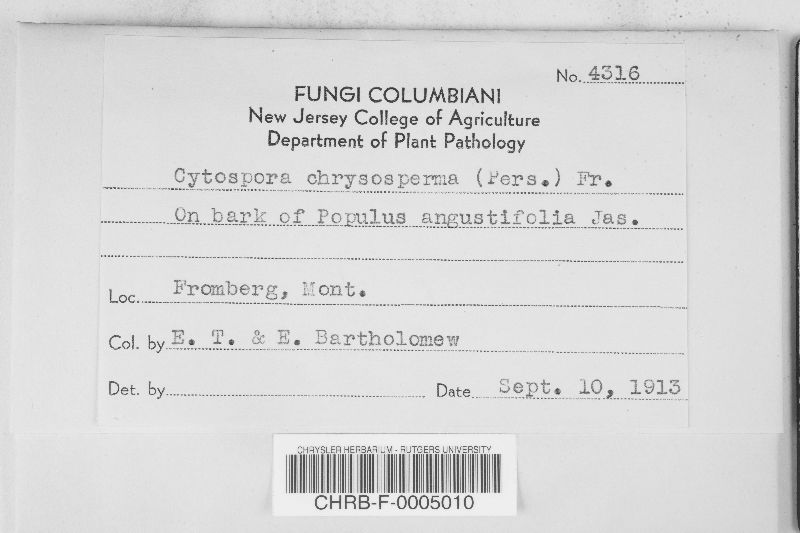 No. 4316
FUNGI COLUMBIANI
New Jersey College of Agriculture
Department of Plant Pathology
Cytospora chrysosperma (Pers.) Fr.
On bark of Populus angustifolia Jas.
Loc. Fromberg, Mont.
Col. by E. T. & E. Bartholomew
Det. by Date Sept. 10, 1913
CHRYSLER HERBARIUM - RUTGERS UNIVERSITY
CHRB-F-0005010